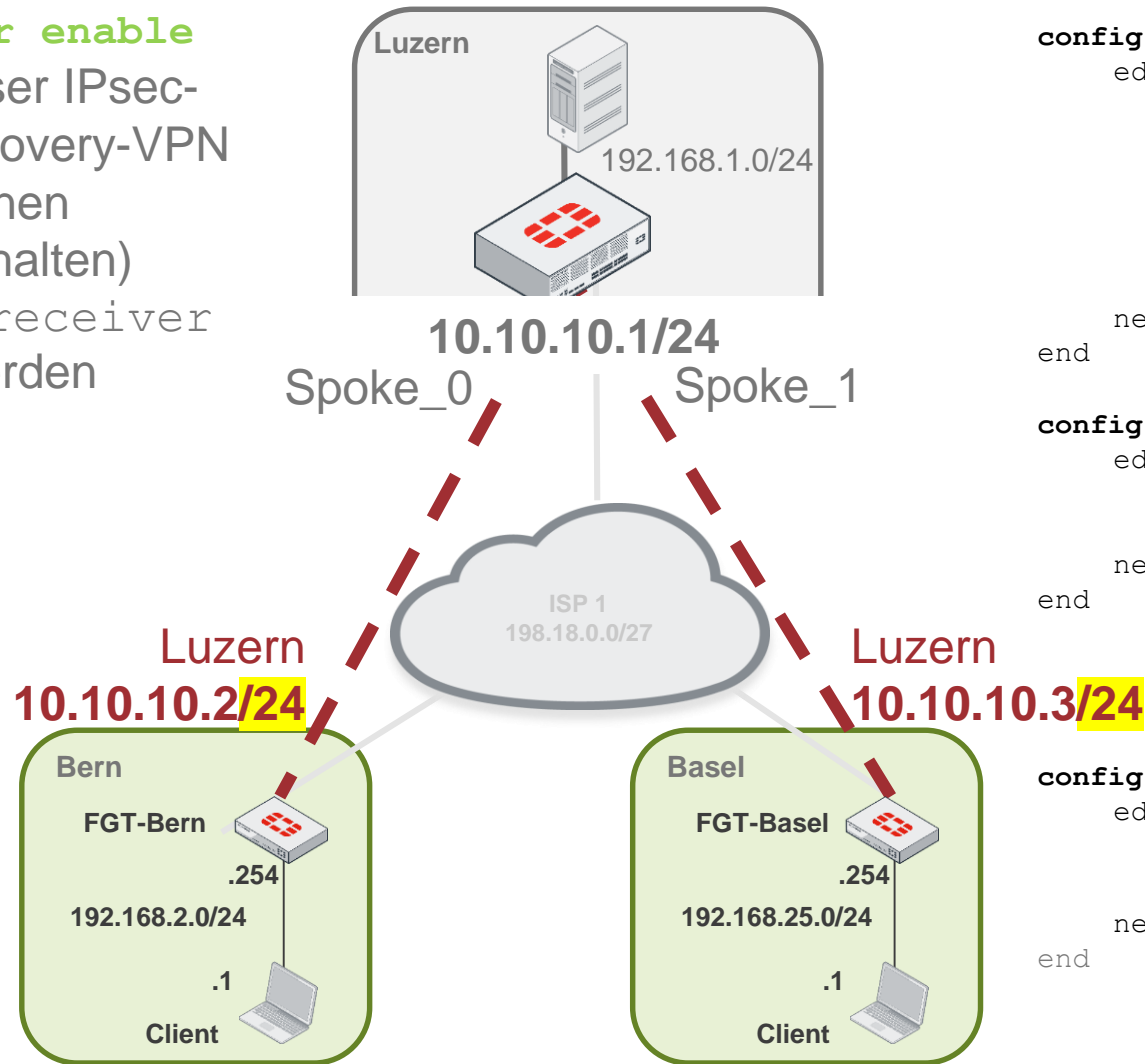 r enable
ser IPsec-
overy-VPN
nen
halten)
receiver
rden
Luzern
192.168.1.0/24
10.10.10.1/24
Spoke_0
Spoke_1
ISP 1
198.18.0.0/27
Luzern
10.10.10.2/24
Luzern
10.10.10.3/24
Bern
FGT-Bern
.254
192.168.2.0/24
.1
Client
Basel
FGT-Basel
.254
192.168.25.0/24
.1
Client
config
ed
ne
end
config
ed
ne
end
config
ed
ne
end